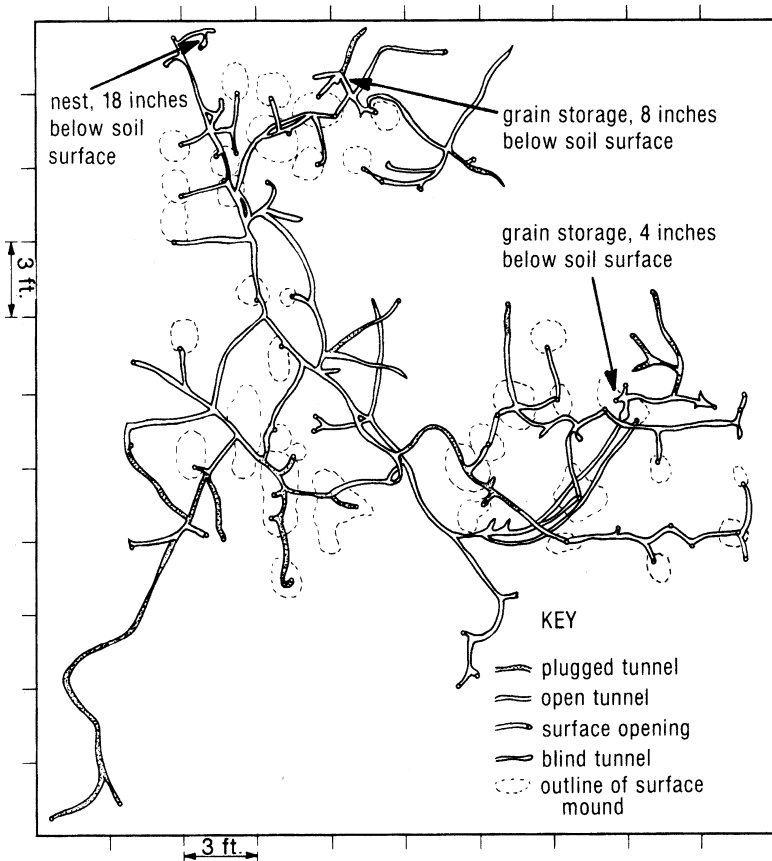 nest, 18 inches
below soil
surface
grain storage, 8 inches
below soil surface
grain storage, 4 inches
below soil surface
3 ft.
KEY
plugged tunnel
open tunnel
surface opening
blind tunnel
outline of surface
mound
3 ft.